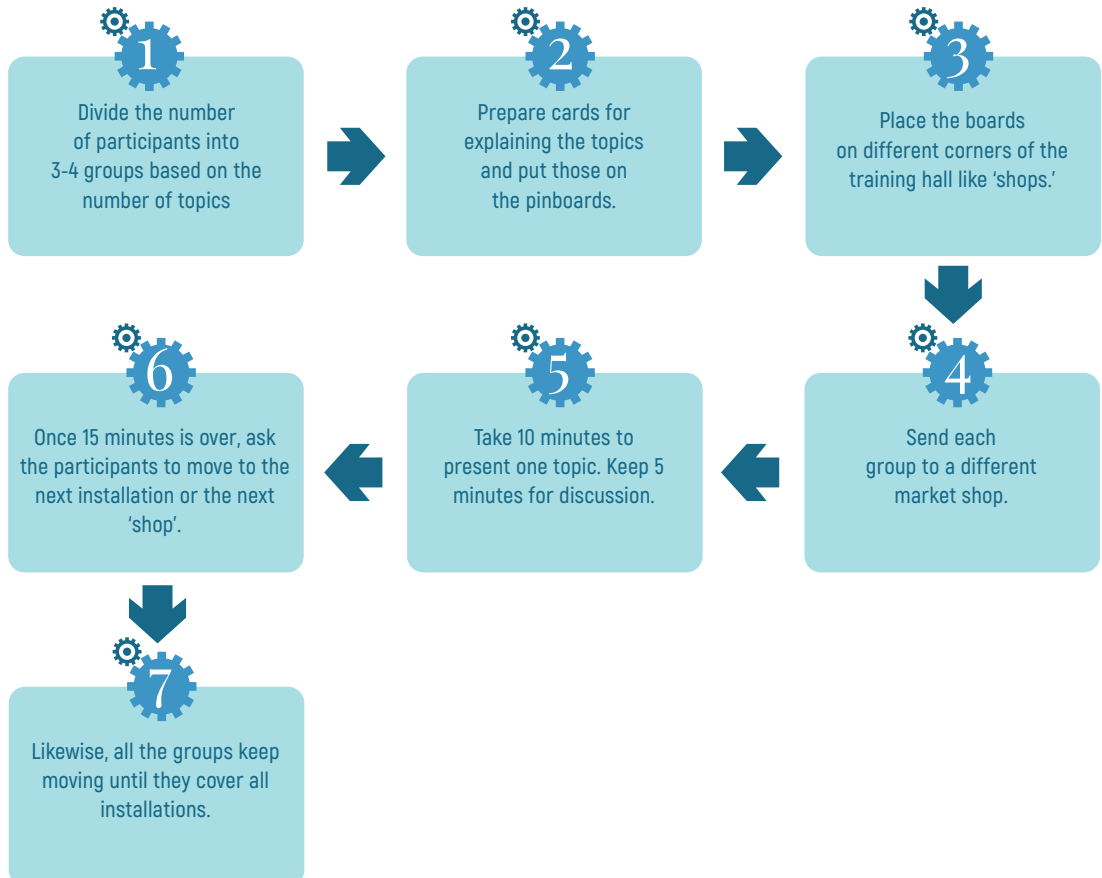 1
Divide the number
of participants into
3-4 groups based on the
number of topics
2
Prepare cards for
explaining the topics
and put those on
the pinboards.
3
Place the boards
on different corners of the
training hall like ‘shops.’
4
Send each
group to a different
market shop.
5
Take 10 minutes to
present one topic. Keep 5
minutes for discussion.
6
Once 15 minutes is over, ask
the participants to move to the
next installation or the next
‘shop’.
7
Likewise, all the groups keep
moving until they cover all
installations.